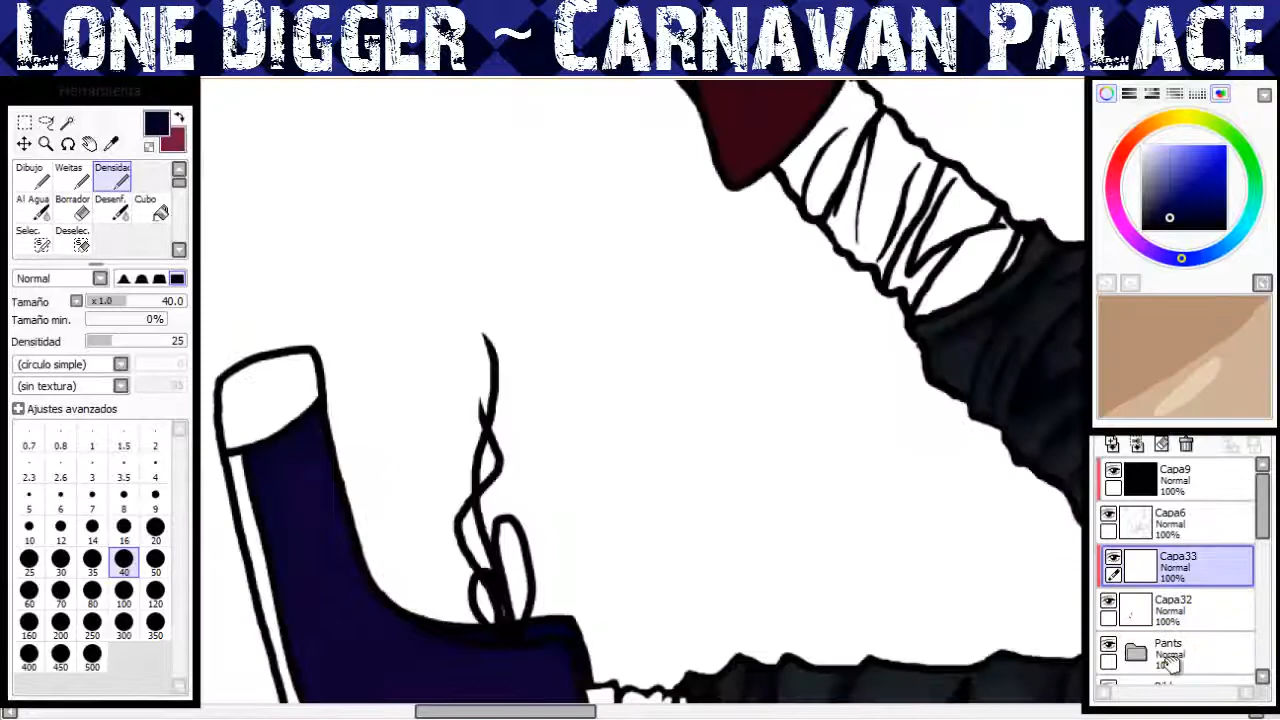 Lone Digger ~ Carnavan Palace
Herramienta
Dibujo Weitas Densidad
Al Agua Borrador Desenf. Cubo
Selec. Deselec.
Normal
Tamaño x 1.0 40.0
Tamaño min. 0%
Densitidad 25
(círculo simple)
(sin textura) 95
Ajustes avanzados
0.7 0.8 1 1.5 2
2.3 2.6 3 3.5 4
5 6 7 8 9
10 12 14 16 20
25 30 35 40 50
60 70 80 100 120
160 200 250 300 350
400 450 500
Capa9
Normal
100%
Capa6
Normal
100%
Capa33
Normal
100%
Capa32
Normal
100%
Pants
Normal